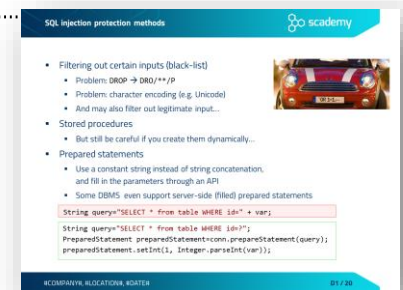 SQL injection protection methods
scademy
Filtering out certain inputs (black-list)
Problem: DROP → DRO/**/P
Problem: character encoding (e.g. Unicode)
And may also filter out legitimate input...
Stored procedures
But still be careful if you create them dynamically...
Prepared statements
Use a constant string instead of string concatenation,
and fill in the parameters through an API
Some DBMS even support server-side (filled) prepared statements
String query="SELECT * from table WHERE id=" + var;
String query="SELECT * from table WHERE id=?";
PreparedStatement preparedStatement=conn.prepareStatement(query);
preparedStatement.setInt(1, Integer.parseInt(var));
#COMPANY#, #LOCATION#, #DATE#